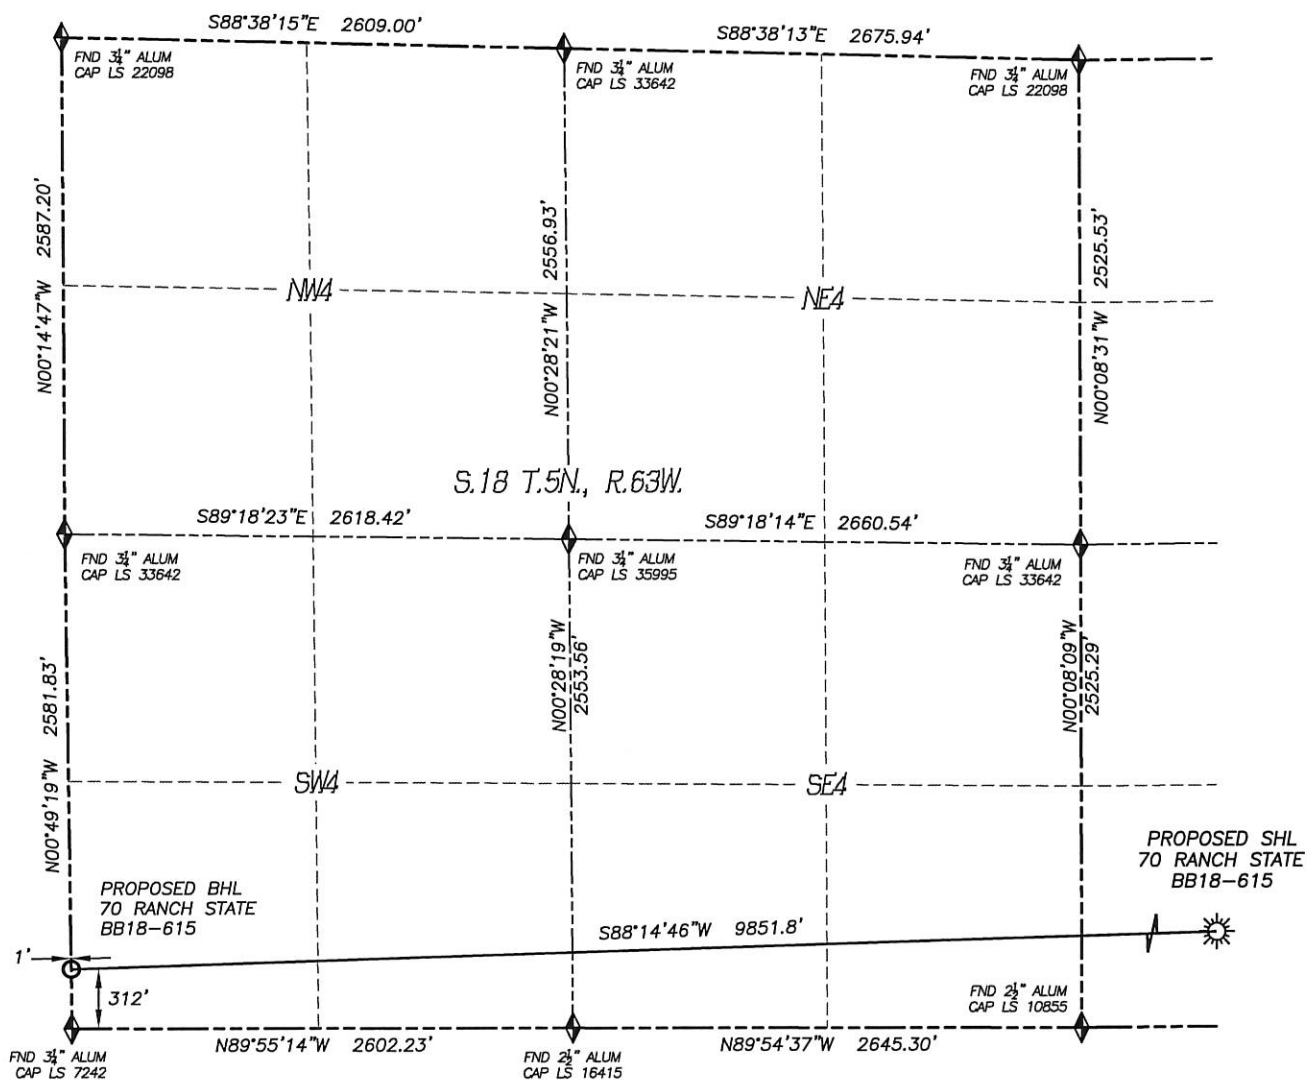 S88°38'15"E 2609.00'
S88°38'13"E 2675.94'
FND 3¼" ALUM
CAP LS 22098
FND 3¼" ALUM
CAP LS 33642
FND 3¼" ALUM
CAP LS 22098
N00°14'47"W 2587.20'
N00°28'21"W 2556.93'
N00°08'31"W 2525.53'
NW4
NE4
S.18 T.5N., R.63W.
S89°18'23"E 2618.42'
S89°18'14"E 2660.54'
FND 3¼" ALUM
CAP LS 33642
FND 3¼" ALUM
CAP LS 35995
FND 3¼" ALUM
CAP LS 33642
N00°49'19"W 2581.83'
N00°28'19"W
2553.56'
N00°08'09"W
2525.29'
SW4
SE4
PROPOSED SHL
70 RANCH STATE
BB18-615
PROPOSED BHL
70 RANCH STATE
BB18-615
S88°14'46"W 9851.8'
1'
312'
FND 2½" ALUM
CAP LS 10855
FND 3¼" ALUM
CAP LS 7242
N89°55'14"W 2602.23'
FND 2½" ALUM
CAP LS 16415
N89°54'37"W 2645.30'